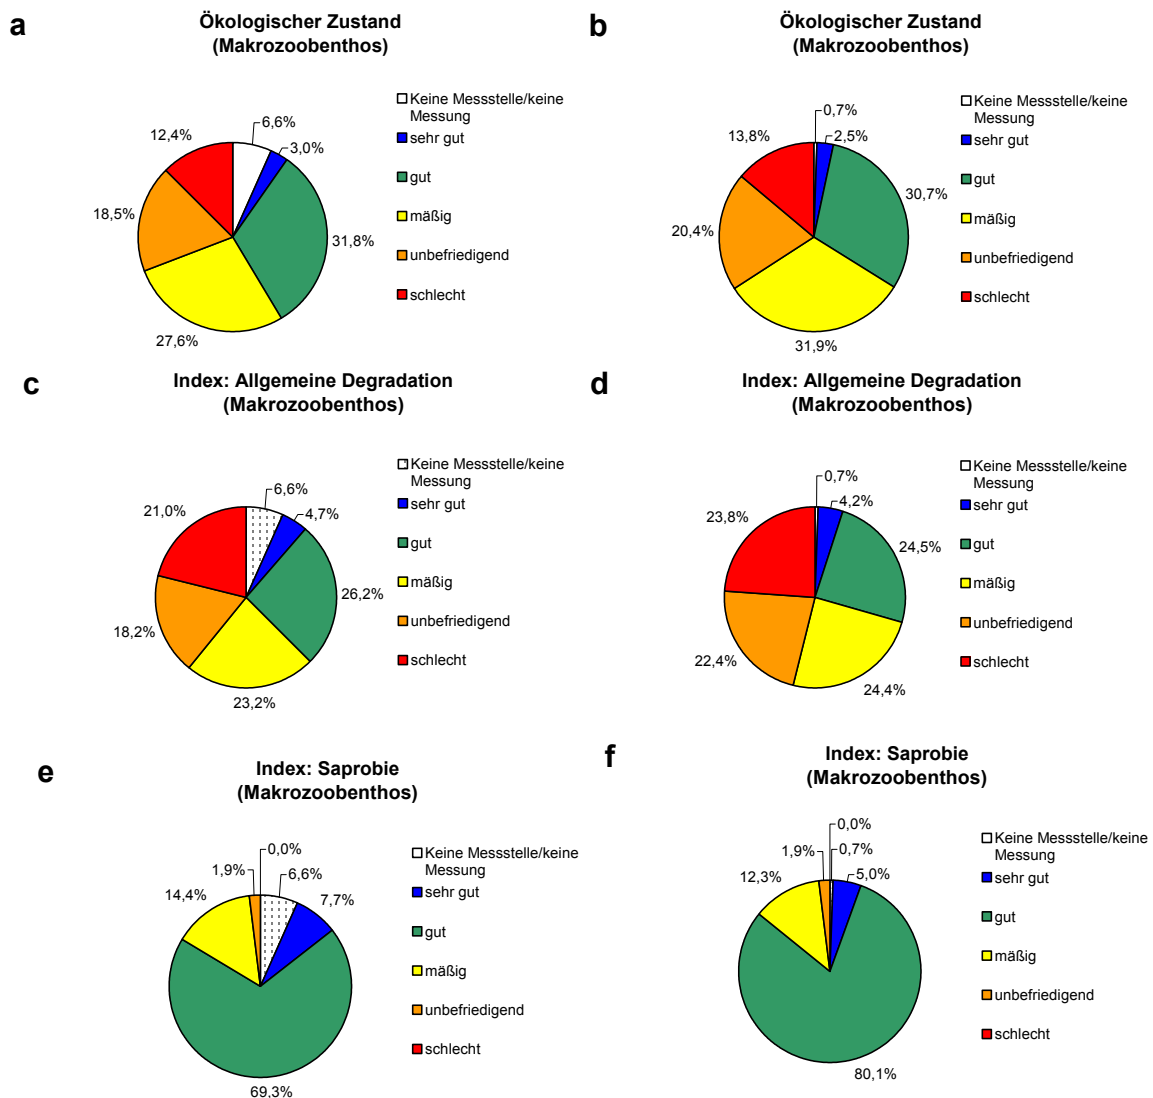 a
Ökologischer Zustand
(Makrozoobenthos)
Keine Messstelle/keine
Messung
sehr gut
gut
mäßig
unbefriedigend
schlecht
6,6%
3,0%
31,8%
27,6%
18,5%
12,4%
b
Ökologischer Zustand
(Makrozoobenthos)
Keine Messstelle/keine
Messung
sehr gut
gut
mäßig
unbefriedigend
schlecht
0,7%
2,5%
30,7%
31,9%
20,4%
13,8%
c
Index: Allgemeine Degradation
(Makrozoobenthos)
Keine Messstelle/keine
Messung
sehr gut
gut
mäßig
unbefriedigend
schlecht
6,6%
4,7%
26,2%
23,2%
18,2%
21,0%
d
Index: Allgemeine Degradation
(Makrozoobenthos)
Keine Messstelle/keine
Messung
sehr gut
gut
mäßig
unbefriedigend
schlecht
0,7%
4,2%
24,5%
24,4%
22,4%
23,8%
e
Index: Saprobie
(Makrozoobenthos)
Keine Messstelle/keine
Messung
sehr gut
gut
mäßig
unbefriedigend
schlecht
0,0%
6,6%
7,7%
69,3%
14,4%
1,9%
f
Index: Saprobie
(Makrozoobenthos)
Keine Messstelle/keine
Messung
sehr gut
gut
mäßig
unbefriedigend
schlecht
0,0%
0,7%
5,0%
80,1%
12,3%
1,9%